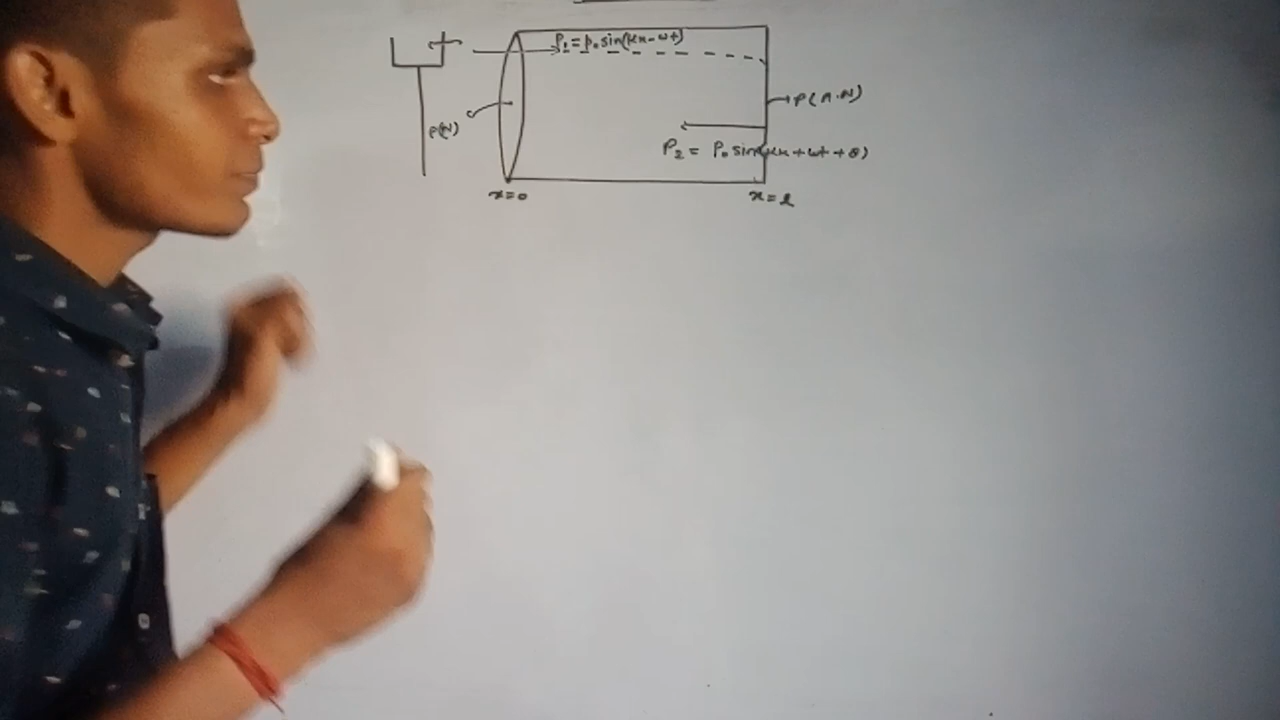 P₁ = P₀ sin(kx - ωt)
P(A.N)
P(N)
P₂ = P₀ sin(kx + ωt + θ)
x=0
x=l